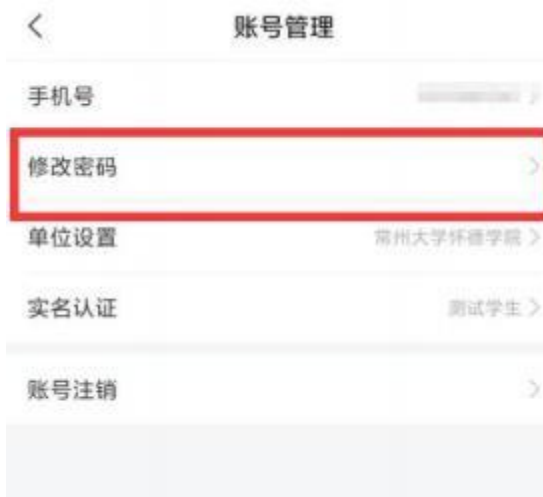 账号管理
手机号
修改密码
单位设置 常州大学怀德学院
实名认证 测试学生
账号注销